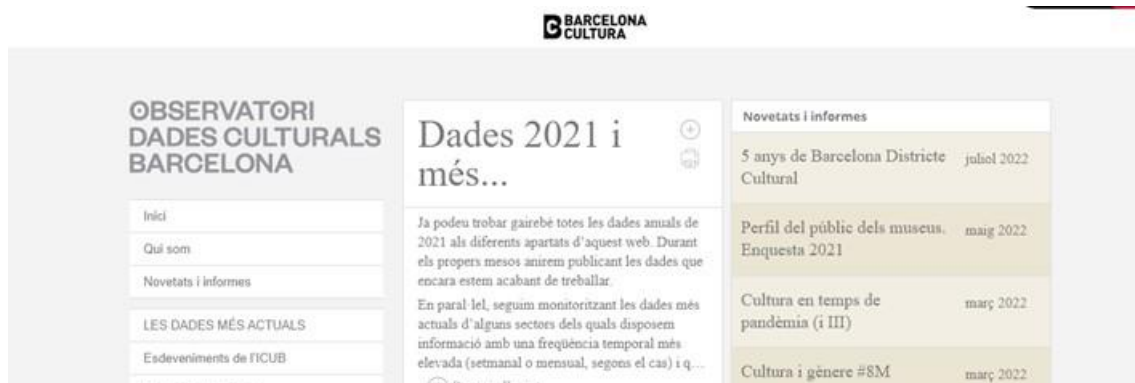 BARCELONA
CULTURA
OBSERVATORI
DADES CULTURALS
BARCELONA
Inici
Qui som
Novetats i informes
LES DADES MÉS ACTUALS
Esdeveniments de l'ICUB
Dades 2021 i
més...
Ja podeu trobar gairebé totes les dades anuals de
2021 als diferents apartats d'aquest web. Durant
els propers mesos anirem publicant les dades que
encara estem acabant de treballar.
En paral·lel, seguim monitoritzant les dades més
actuals d'alguns sectors dels quals disposem
informació amb una freqüència temporal més
elevada (setmanal o mensual, segons el cas) i q...
Novetats i informes
5 anys de Barcelona Districte juliol 2022
Cultural
Perfil del públic dels museus. maig 2022
Enquesta 2021
Cultura en temps de març 2022
pandèmia (i III)
Cultura i gènere #8M març 2022